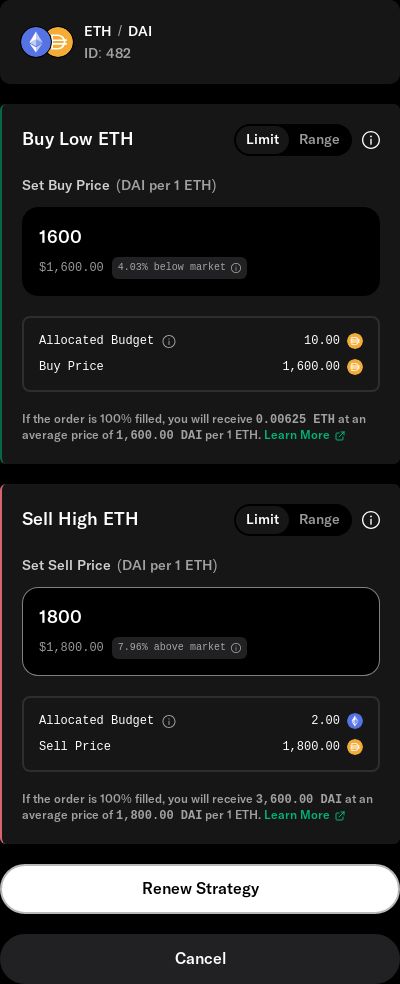 ETH / DAI
ID: 482
Buy Low ETH
Limit Range
Set Buy Price (DAI per 1 ETH)
1600
$1,600.00 4.03% below market
Allocated Budget 10.00
Buy Price 1,600.00
If the order is 100% filled, you will receive 0.00625 ETH at an
average price of 1,600.00 DAI per 1 ETH. Learn More
Sell High ETH
Limit Range
Set Sell Price (DAI per 1 ETH)
1800
$1,800.00 7.96% above market
Allocated Budget 2.00
Sell Price 1,800.00
If the order is 100% filled, you will receive 3,600.00 DAI at an
average price of 1,800.00 DAI per 1 ETH. Learn More
Renew Strategy
Cancel